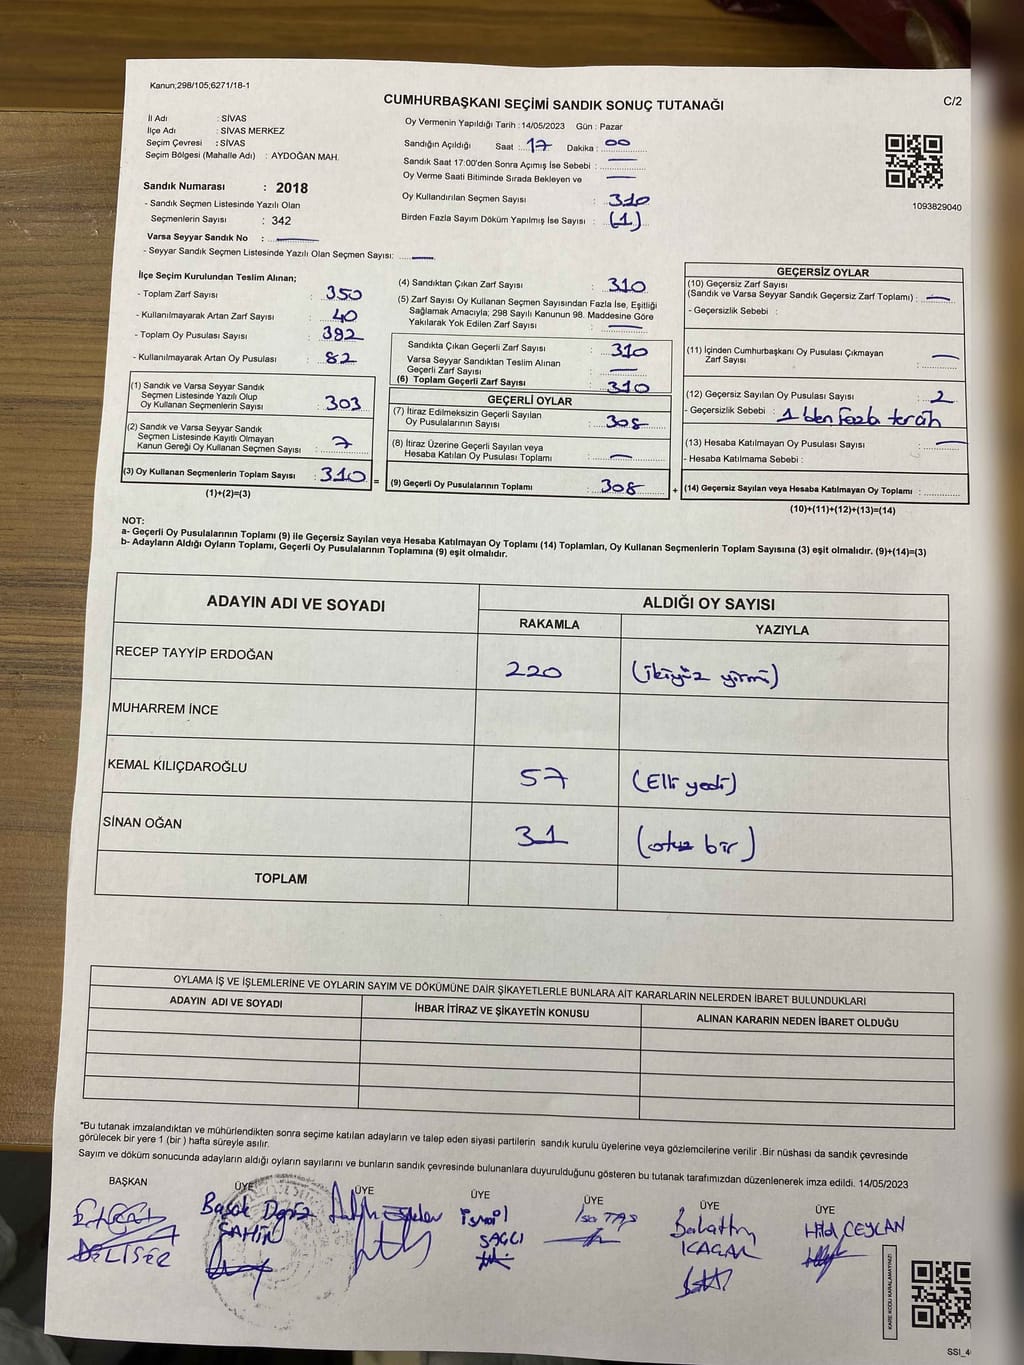 Kanun;298/105;6271/18-1
CUMHURBAŞKANI SEÇİMİ SANDIK SONUÇ TUTANAĞI
C/2
İl Adı : SİVAS
İlçe Adı : SİVAS MERKEZ
Seçim Çevresi : SİVAS
Seçim Bölgesi (Mahalle Adı) : AYDOĞAN MAH.
Sandık Numarası : 2018
- Sandık Seçmen Listesinde Yazılı Olan
Seçmenlerin Sayısı : 342
Varsa Seyyar Sandık No :
- Seyyar Sandık Seçmen Listesinde Yazılı Olan Seçmen Sayısı:
Oy Vermenin Yapıldığı Tarih : 14/05/2023 Gün : Pazar
Sandığın Açıldığı Saat : 17 Dakika : 00
Sandık Saat 17:00'den Sonra Açımış İse Sebebi :
Oy Verme Saati Bitiminde Sırada Bekleyen ve
Oy Kullandırılan Seçmen Sayısı : 310
Birden Fazla Sayım Döküm Yapılmış İse Sayısı : (1)
1093829040
İlçe Seçim Kurulundan Teslim Alınan;
- Toplam Zarf Sayısı : 350
- Kullanılmayarak Artan Zarf Sayısı : 40
- Toplam Oy Pusulası Sayısı : 392
- Kullanılmayarak Artan Oy Pusulası : 82
(1) Sandık ve Varsa Seyyar Sandık
Seçmen Listesinde Yazılı Olup
Oy Kullanan Seçmenlerin Sayısı : 303
(2) Sandık ve Varsa Seyyar Sandık
Seçmen Listesinde Kayıtlı Olmayan
Kanun Gereği Oy Kullanan Seçmen Sayısı : 7
(3) Oy Kullanan Seçmenlerin Toplam Sayısı : 310
(1)+(2)=(3)
=
(4) Sandıktan Çıkan Zarf Sayısı : 310
(5) Zarf Sayısı Oy Kullanan Seçmen Sayısından Fazla İse, Eşitliği
Sağlamak Amacıyla; 298 Sayılı Kanunun 98. Maddesine Göre
Yakılarak Yok Edilen Zarf Sayısı :
Sandıkta Çıkan Geçerli Zarf Sayısı : 310
Varsa Seyyar Sandıktan Teslim Alınan
Geçerli Zarf Sayısı :
(6) Toplam Geçerli Zarf Sayısı : 310
GEÇERLİ OYLAR
(7) İtiraz Edilmeksizin Geçerli Sayılan
Oy Pusulalarının Sayısı : 308
(8) İtiraz Üzerine Geçerli Sayılan veya
Hesaba Katılan Oy Pusulası Toplamı :
(9) Geçerli Oy Pusulalarının Toplamı : 308
+
GEÇERSİZ OYLAR
(10) Geçersiz Zarf Sayısı
(Sandık ve Varsa Seyyar Sandık Geçersiz Zarf Toplamı) :
- Geçersizlik Sebebi :
(11) İçinden Cumhurbaşkanı Oy Pusulası Çıkmayan
Zarf Sayısı :
(12) Geçersiz Sayılan Oy Pusulası Sayısı : 2
- Geçersizlik Sebebi : 1 den fazla tercih
(13) Hesaba Katılmayan Oy Pusulası Sayısı :
- Hesaba Katılmama Sebebi :
(14) Geçersiz Sayılan veya Hesaba Katılmayan Oy Toplamı :
(10)+(11)+(12)+(13)=(14)
NOT:
a- Geçerli Oy Pusulalarının Toplamı (9) ile Geçersiz Sayılan veya Hesaba Katılmayan Oy Toplamı (14) Toplamları, Oy Kullanan Seçmenlerin Toplam Sayısına (3) eşit olmalıdır. (9)+(14)=(3)
b- Adayların Aldığı Oyların Toplamı, Geçerli Oy Pusulalarının Toplamına (9) eşit olmalıdır.
ADAYIN ADI VE SOYADI
ALDIĞI OY SAYISI
RAKAMLA YAZIYLA
RECEP TAYYİP ERDOĞAN 220 (ikiyüz yirmi)
MUHARREM İNCE
KEMAL KILIÇDAROĞLU 57 (Elli yedi)
SİNAN OĞAN 31 (otuz bir)
TOPLAM
OYLAMA İŞ VE İŞLEMLERİNE VE OYLARIN SAYIM VE DÖKÜMÜNE DAİR ŞİKAYETLERLE BUNLARA AİT KARARLARIN NELERDEN İBARET BULUNDUKLARI
ADAYIN ADI VE SOYADI İHBAR İTİRAZ VE ŞİKAYETİN KONUSU ALINAN KARARIN NEDEN İBARET OLDUĞU
*Bu tutanak imzalandıktan ve mühürlendikten sonra seçime katılan adayların ve talep eden siyasi partilerin sandık kurulu üyelerine veya gözlemcilerine verilir .Bir nüshası da sandık çevresinde
görülecek bir yere 1 (bir ) hafta süreyle asılır.
Sayım ve döküm sonucunda adayların aldığı oyların sayılarını ve bunların sandık çevresinde bulunanlara duyurulduğunu gösteren bu tutanak tarafımızdan düzenlenerek imza edildi. 14/05/2023
BAŞKAN ÜYE ÜYE ÜYE ÜYE ÜYE ÜYE
DELİSER
Başak Deniz
ŞAHİN
İsmail
SAĞCI
İsa TAŞ
KAÇAR
Hilal CEYLAN
KARE KODU KARALAMAYINIZ!